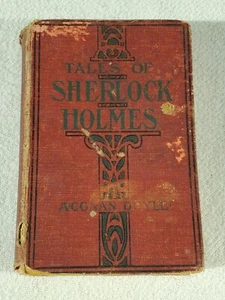 TALES OF
SHERLOCK
HOLMES
A. CONAN DOYLE